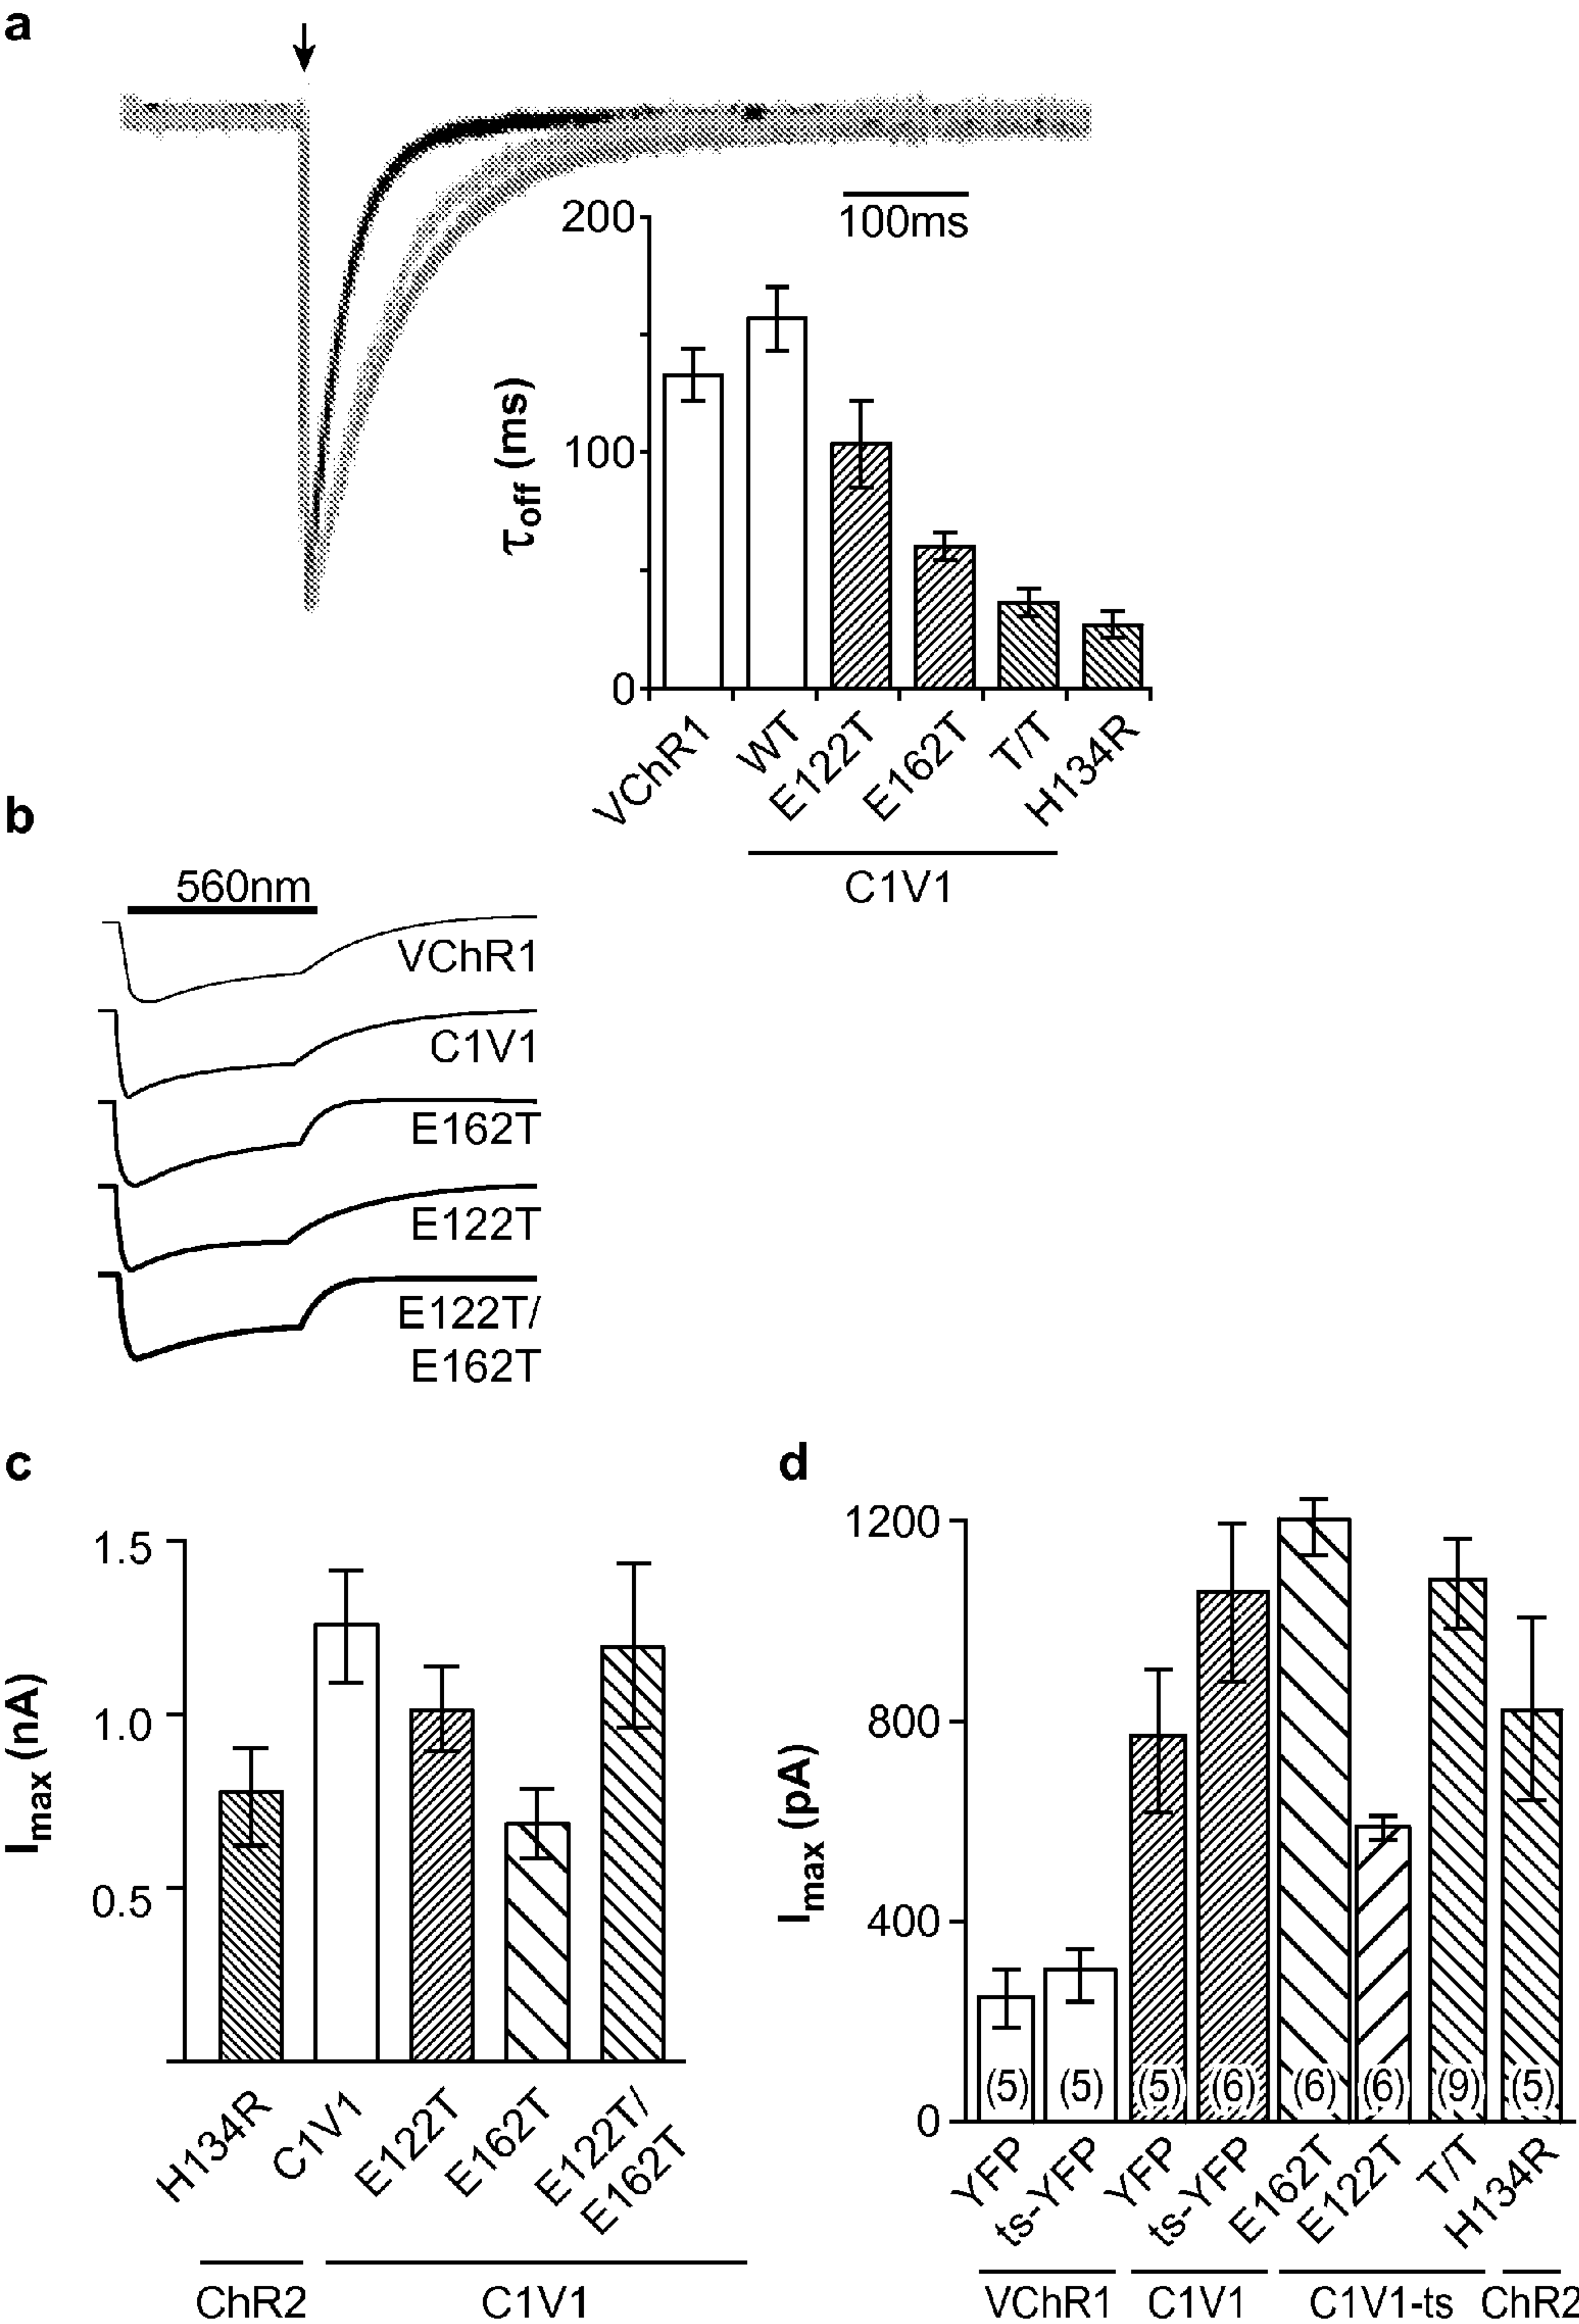 a
200
100ms
100
0
τoff (ms)
VChR1
WT
E122T
E162T
T/T
H134R
C1V1
b
560nm
VChR1
C1V1
E162T
E122T
E122T/
E162T
c
1.5
1.0
0.5
Imax (nA)
H134R
C1V1
E122T
E162T
E122T/
E162T
ChR2
C1V1
d
1200
800
400
0
Imax (pA)
(5)
(5)
(5)
(6)
(6)
(6)
(9)
(5)
YFP
ts-YFP
YFP
ts-YFP
E162T
E122T
T/T
H134R
VChR1
C1V1
C1V1-ts
ChR2